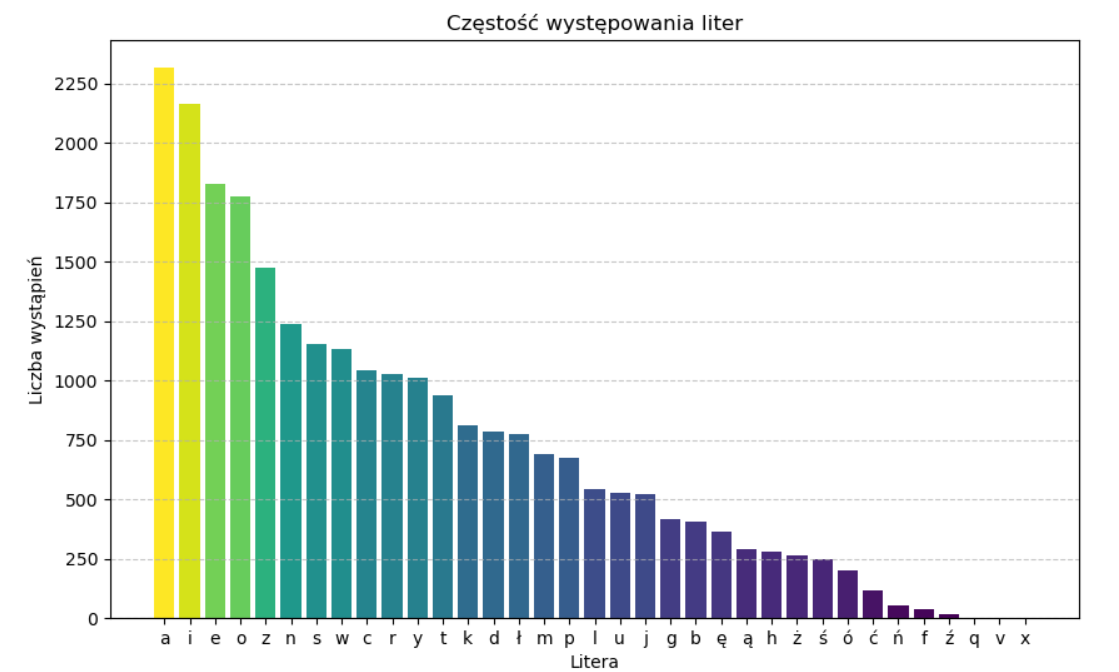 Częstość występowania liter
Liczba wystąpień
2250
2000
1750
1500
1250
1000
750
500
250
0
a i e o z n s w c r y t k d ł m p l u j g b ę ą h ż ś ó ć ń f ź q v x
Litera